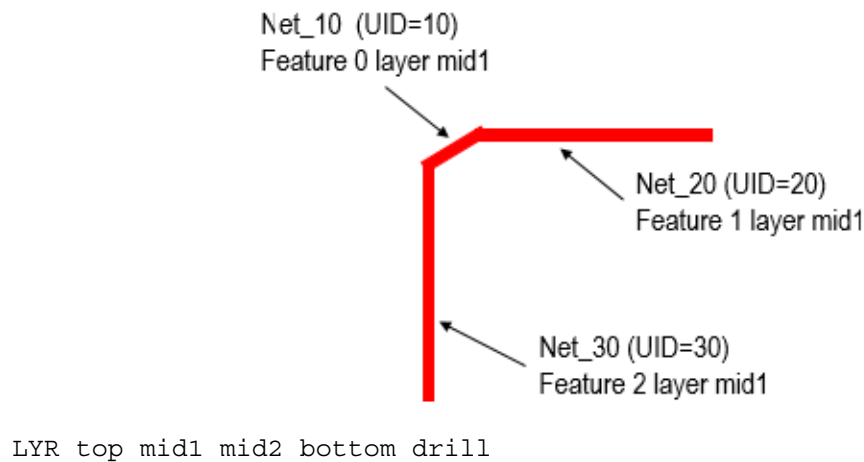 Net_10 (UID=10)
Feature 0 layer mid1
Net_20 (UID=20)
Feature 1 layer mid1
Net_30 (UID=30)
Feature 2 layer mid1
LYR top mid1 mid2 bottom drill